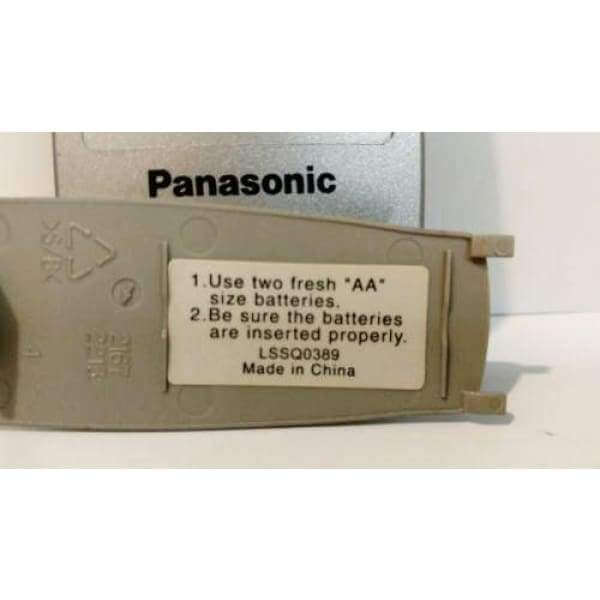 Panasonic
1.Use two fresh "AA"
size batteries.
2.Be sure the batteries
are inserted properly.
LSSQ0389
Made in China